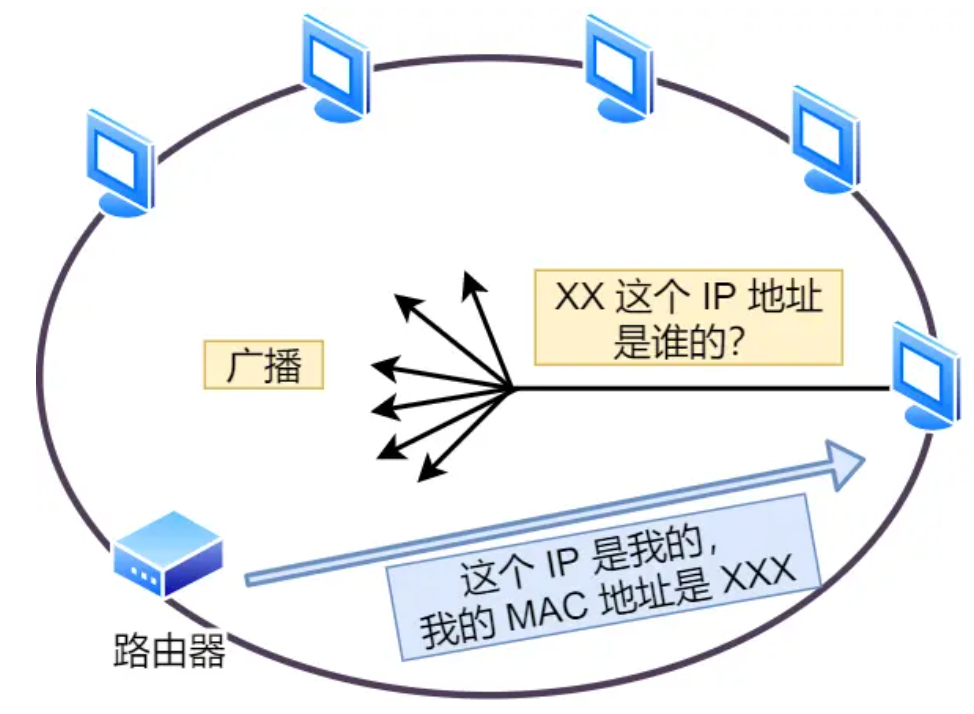 XX 这个 IP 地址
是谁的？
广播
这个 IP 是我的，
我的 MAC 地址是 XXX
路由器